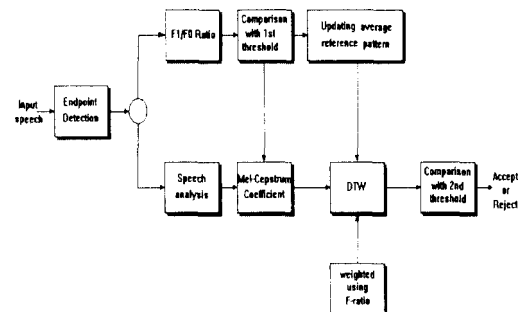 F1/F0 Ratio
Comparison
with 1st
threshold
Updating average
reference pattern
Input
speech
Endpoint
Detection
Speech
analysis
Mel-Cepstrum
Coefficient
DTW
Comparison
with 2nd
threshold
Accept
or
Reject
weighted
using
F-ratio